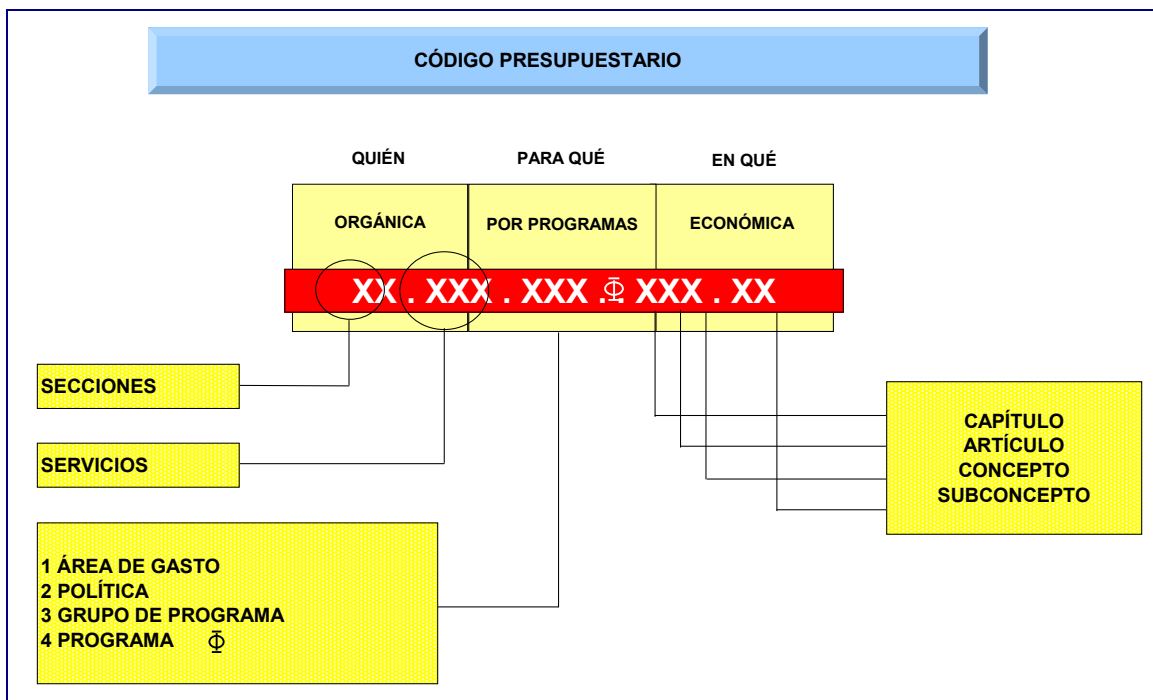 CÓDIGO PRESUPUESTARIO
QUIÉN PARA QUÉ EN QUÉ
ORGÁNICA POR PROGRAMAS ECONÓMICA
XX . XXX . XXX . Φ . XXX . XX
SECCIONES
SERVICIOS
1 ÁREA DE GASTO
2 POLÍTICA
3 GRUPO DE PROGRAMA
4 PROGRAMA Φ
CAPÍTULO
ARTÍCULO
CONCEPTO
SUBCONCEPTO